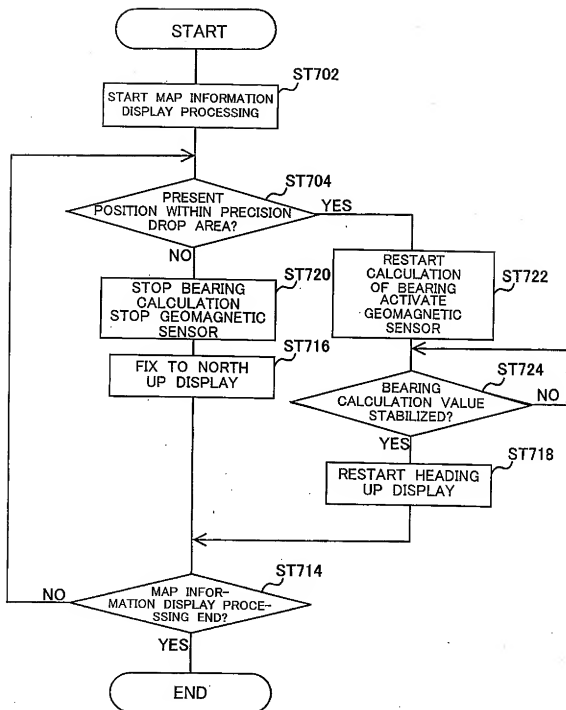 START
ST702
START MAP INFORMATION
DISPLAY PROCESSING
ST704
PRESENT
POSITION WITHIN PRECISION
DROP AREA?
YES
NO
ST720
STOP BEARING
CALCULATION
STOP GEOMAGNETIC
SENSOR
RESTART
CALCULATION
OF BEARING
ACTIVATE
GEOMAGNETIC
SENSOR
ST722
ST716
FIX TO NORTH
UP DISPLAY
ST724
BEARING
CALCULATION VALUE
STABILIZED?
NO
YES
ST718
RESTART HEADING
UP DISPLAY
ST714
MAP INFOR-
MATION DISPLAY PROCE-
SSING END?
NO
YES
END